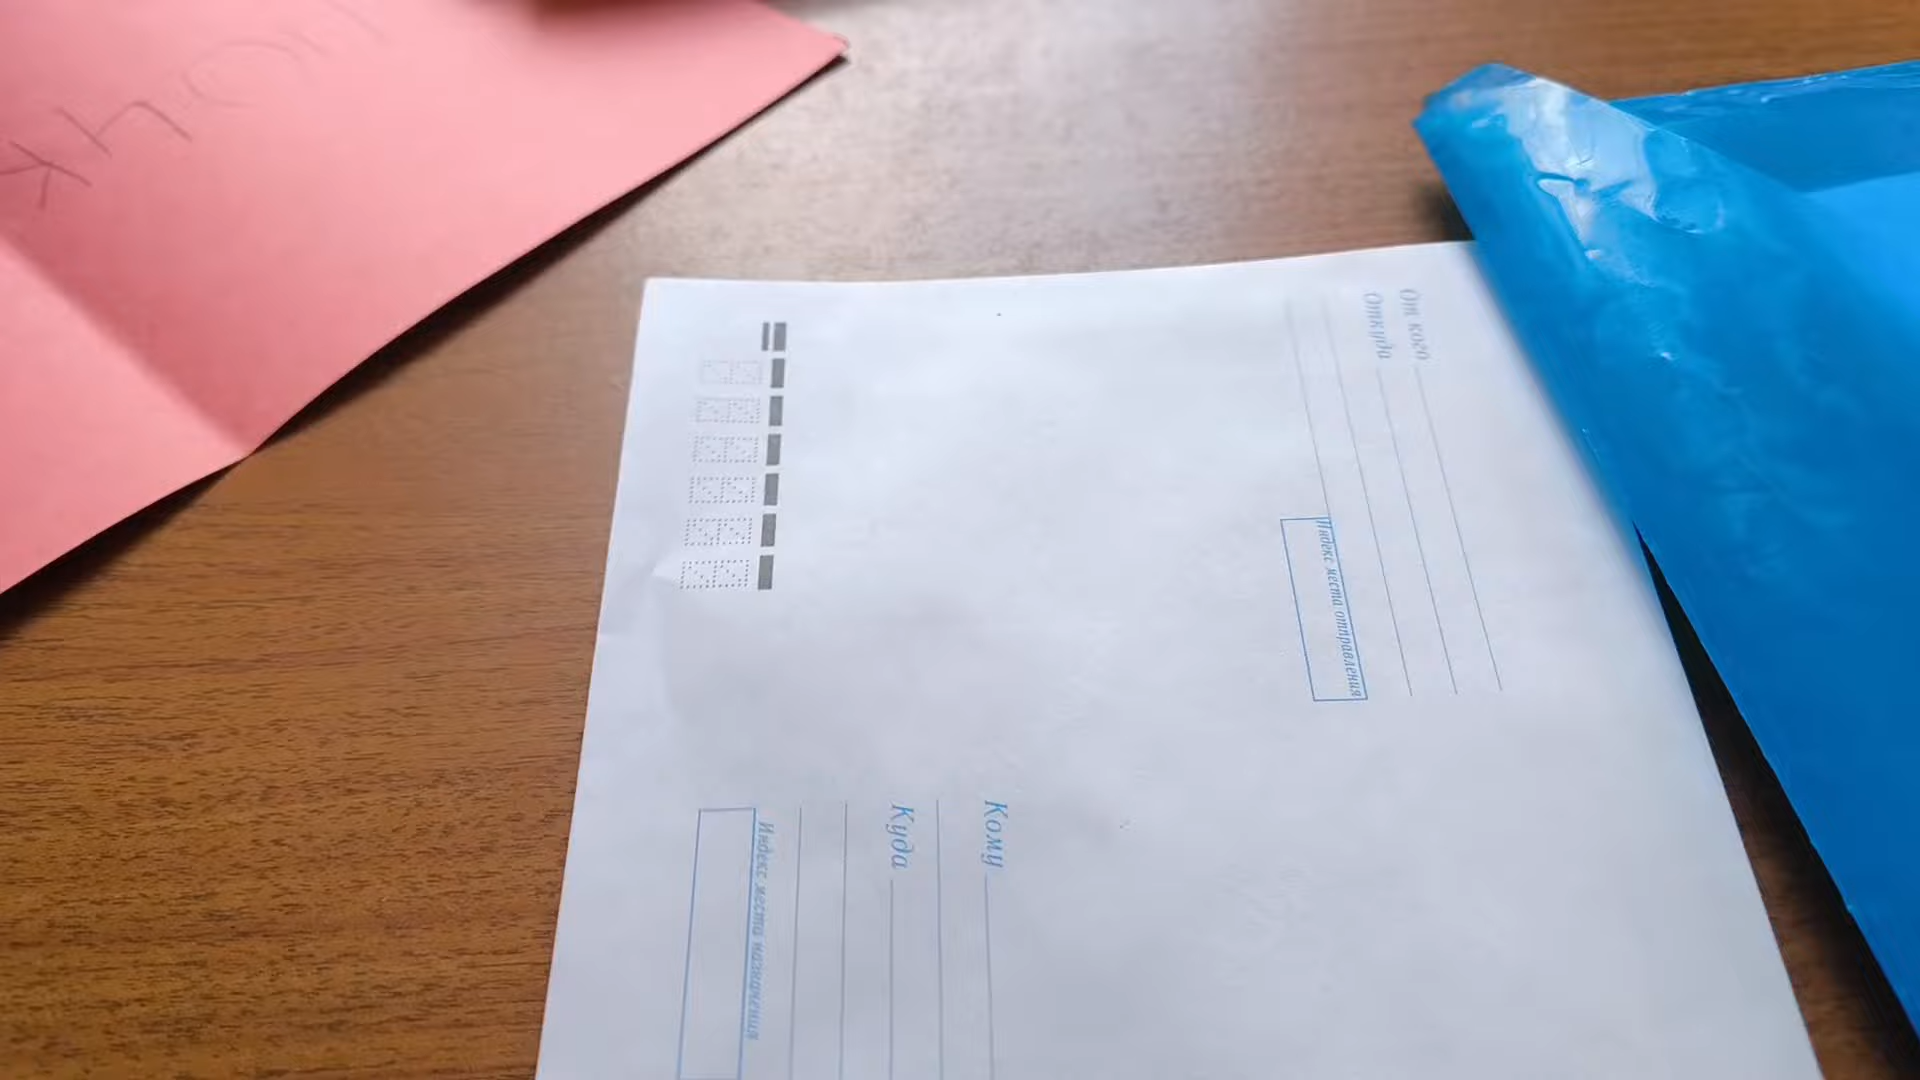 От кого
Откуда
Индекс места отправления
Кому
Куда
Индекс места назначения